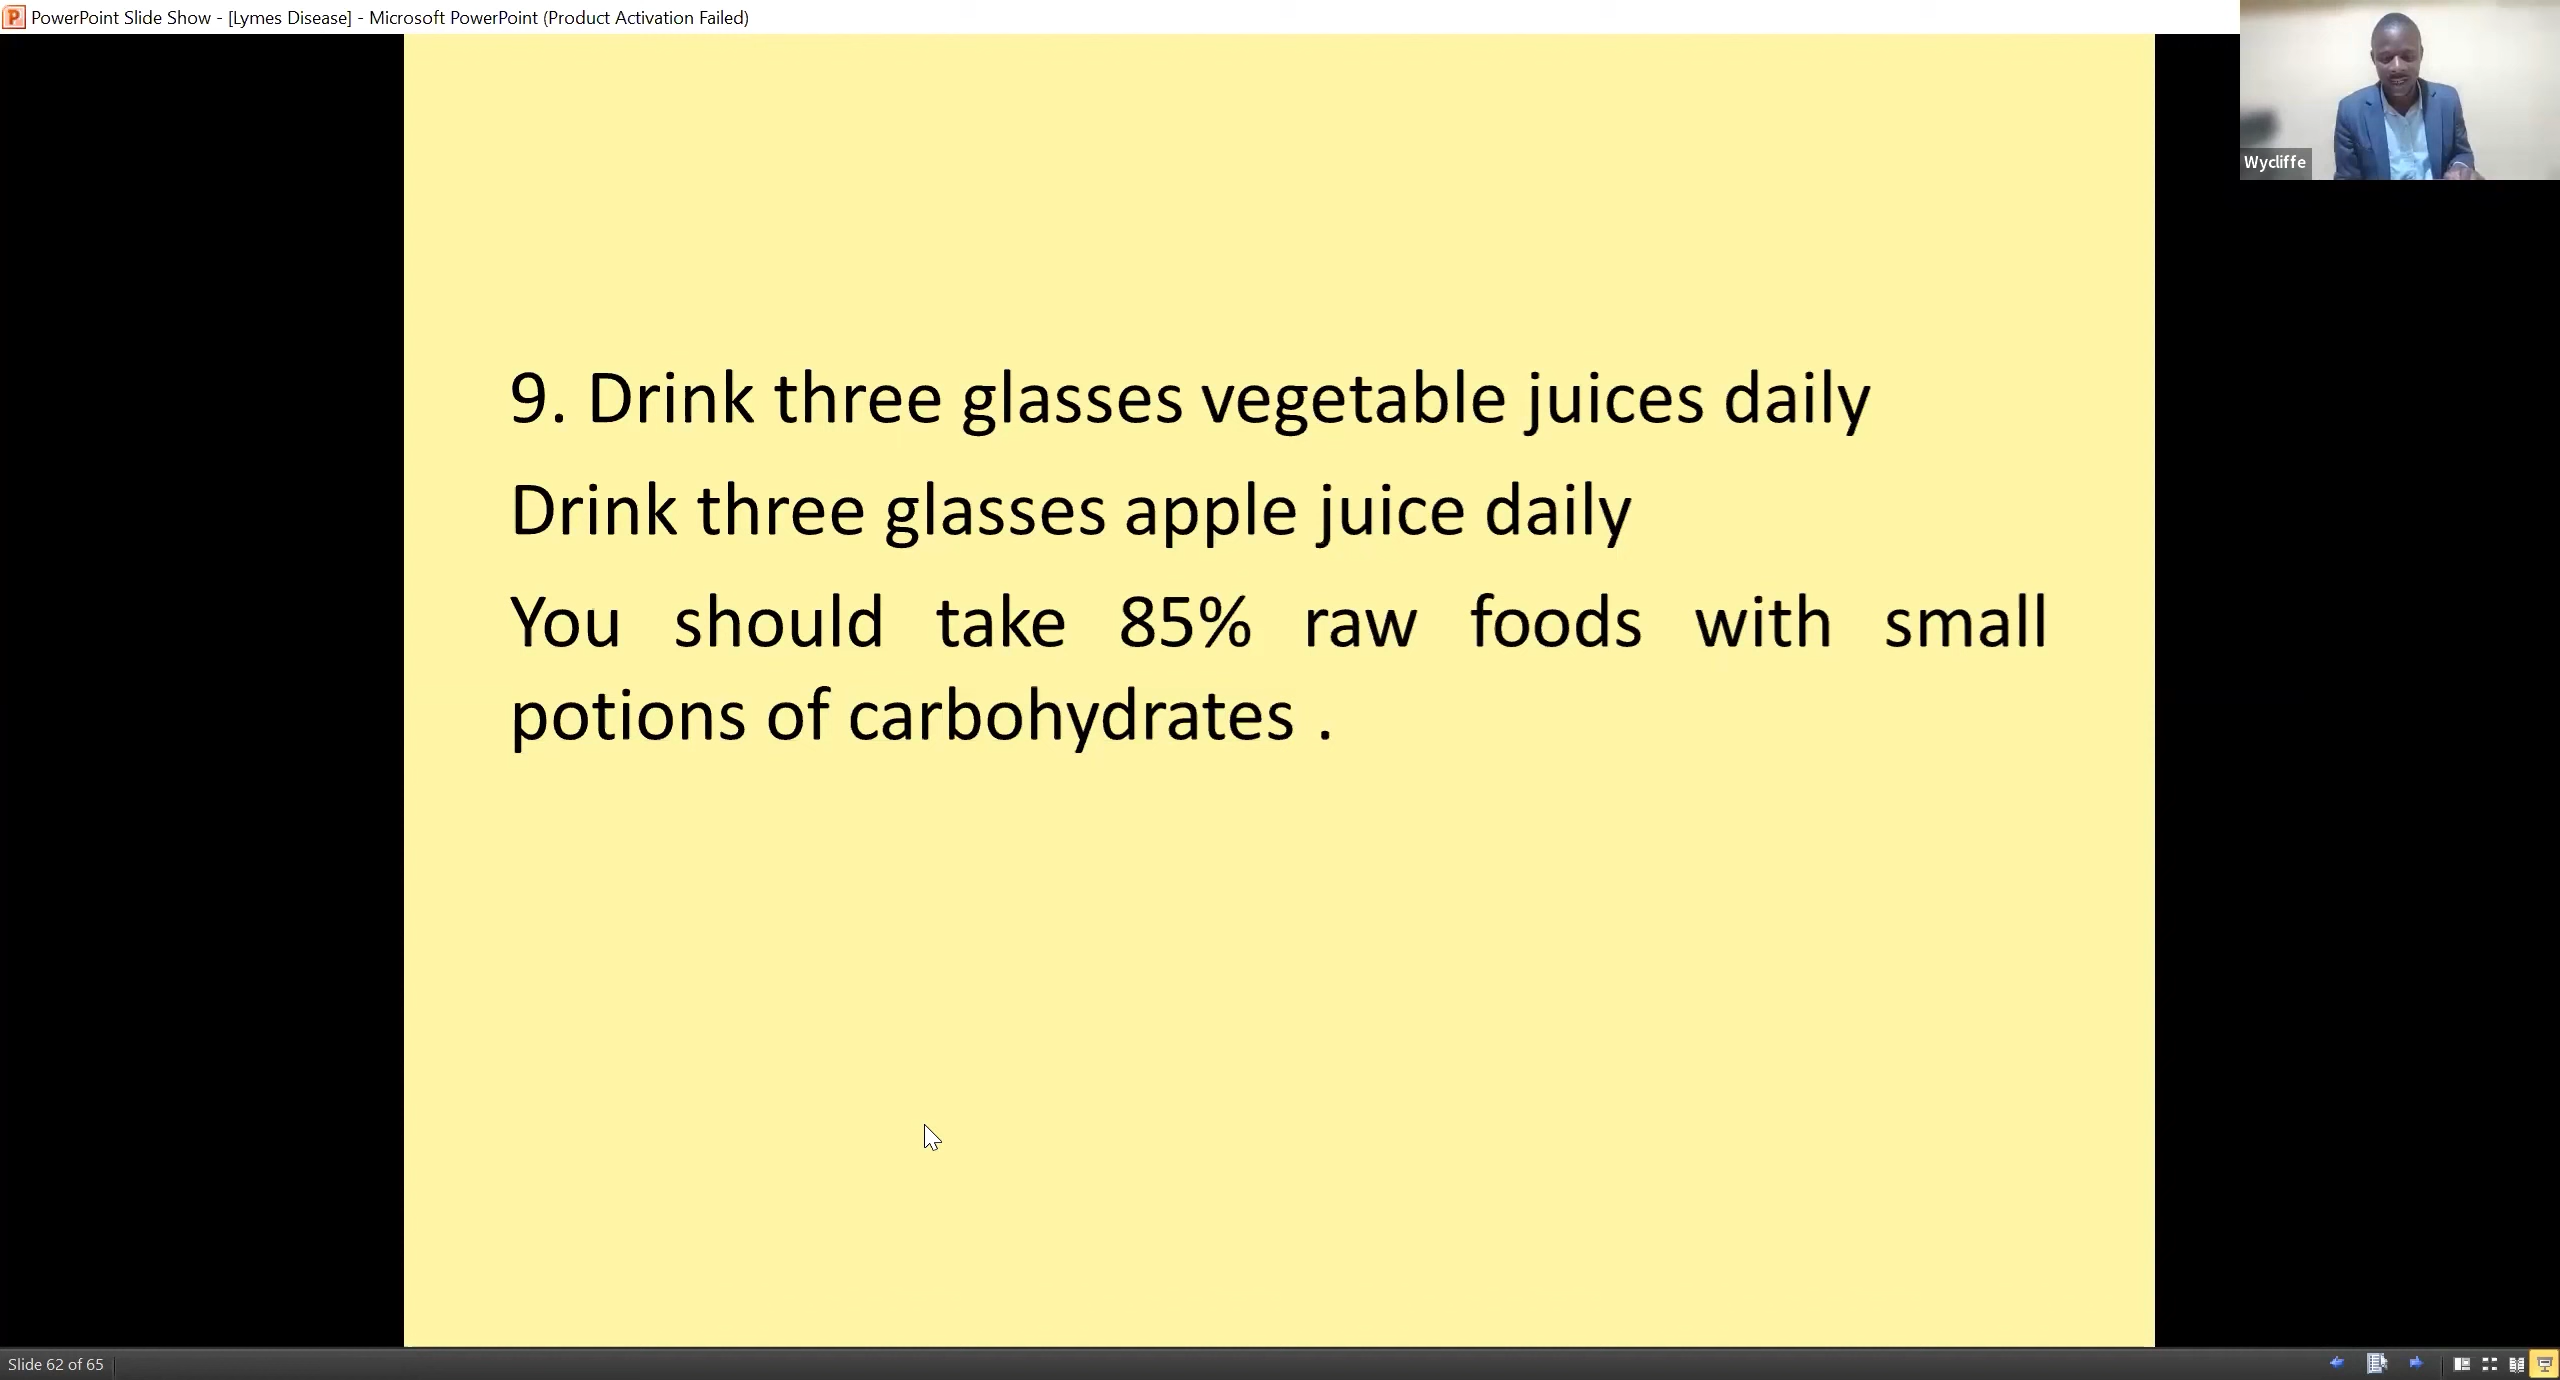 PowerPoint Slide Show - [Lymes Disease] - Microsoft PowerPoint (Product Activation Failed)
Wycliffe
9. Drink three glasses vegetable juices daily
Drink three glasses apple juice daily
You should take 85% raw foods with small
potions of carbohydrates .
Slide 62 of 65